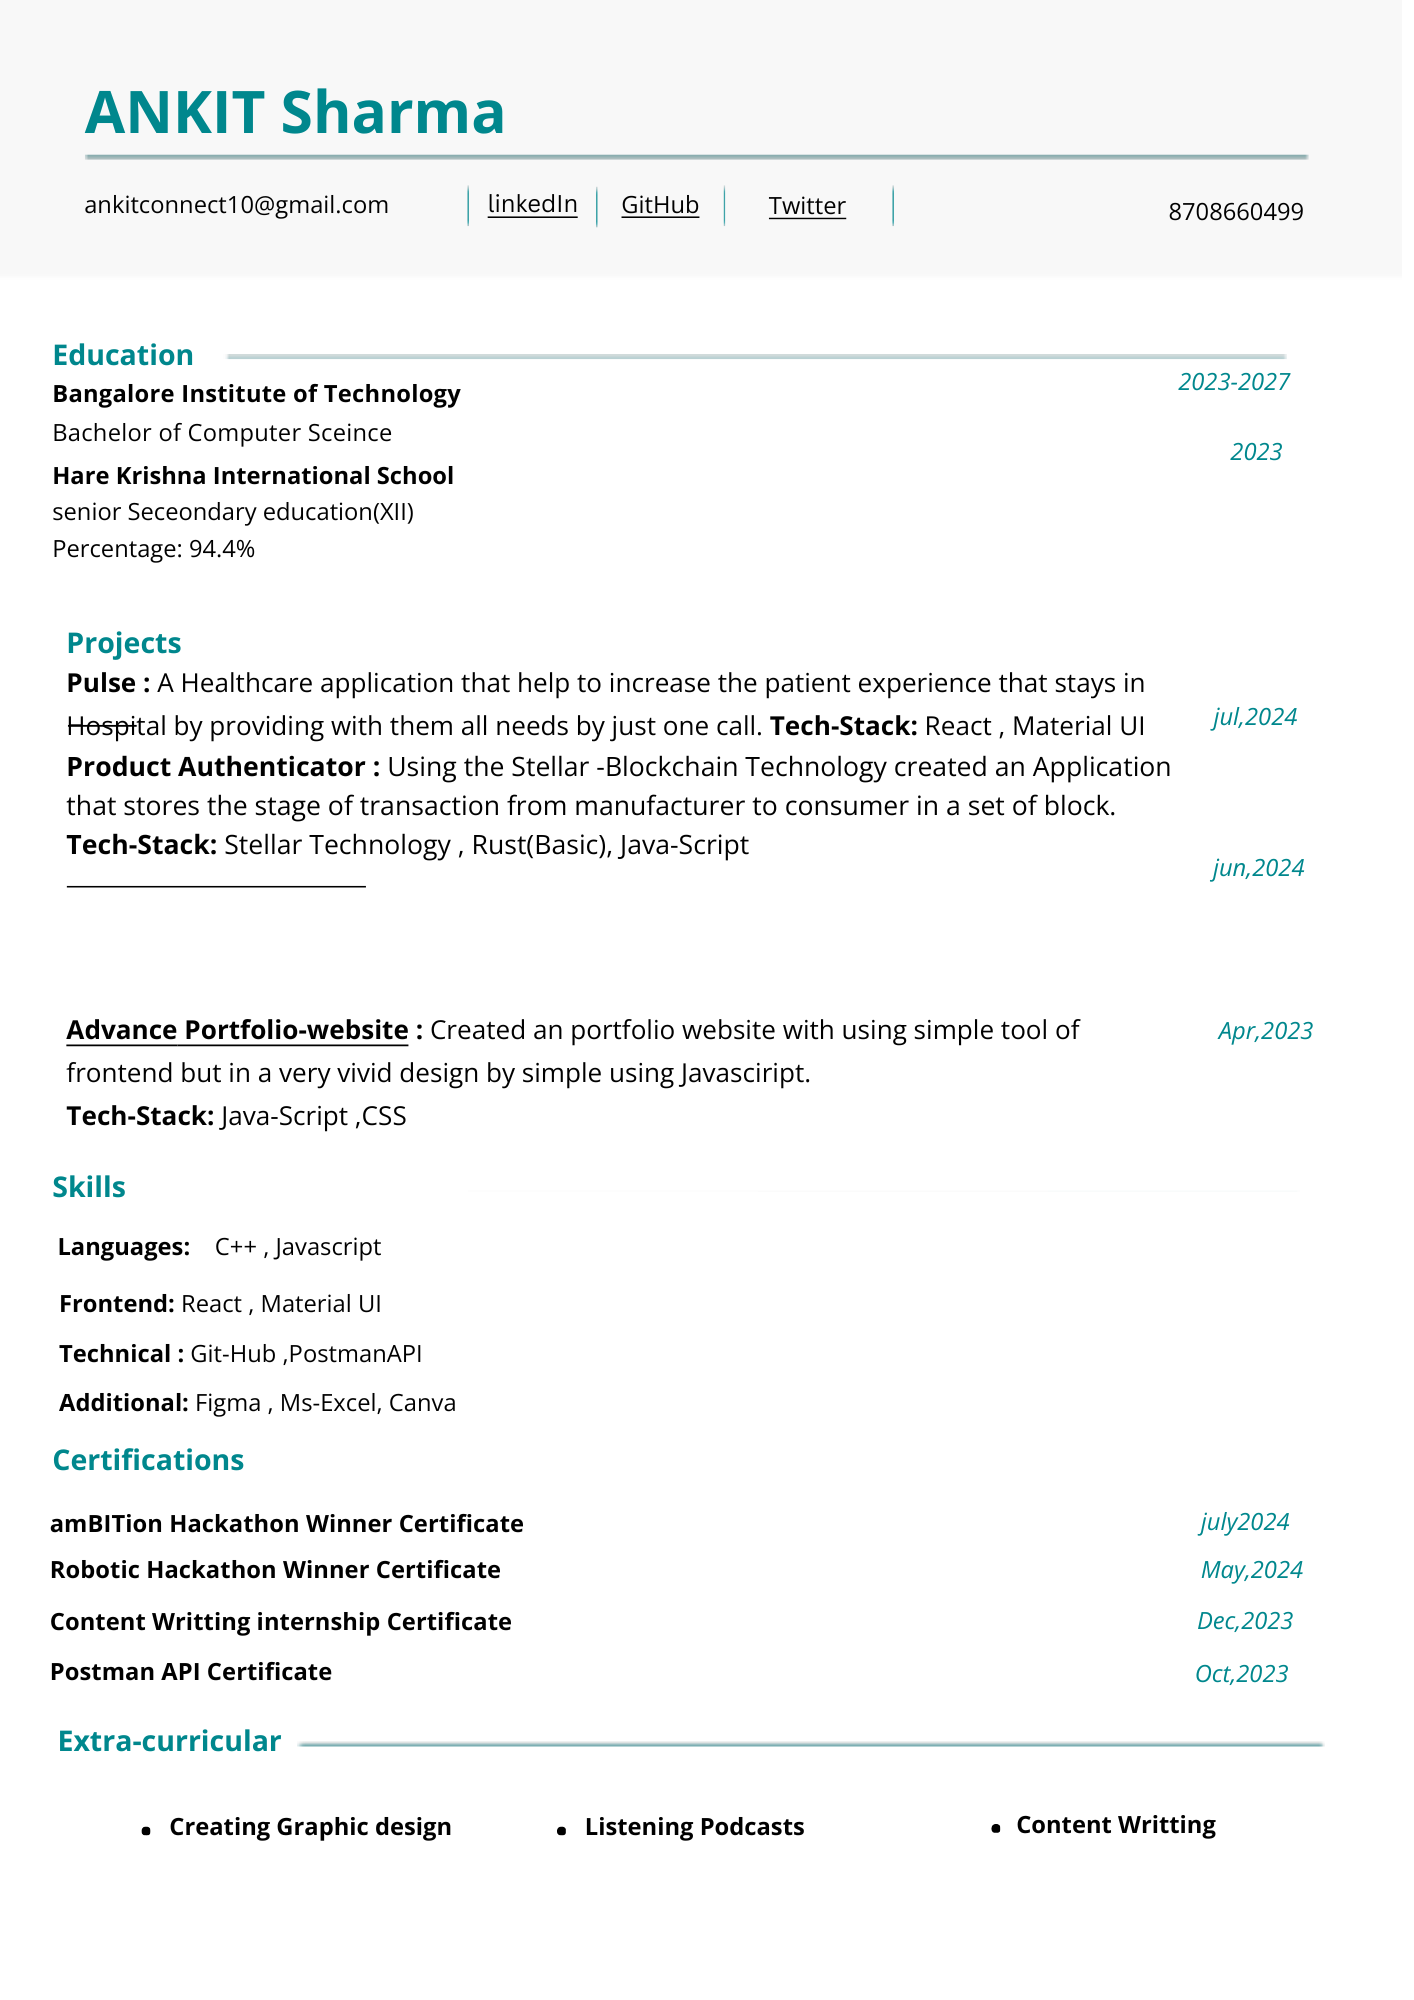 ANKIT Sharma
ankitconnect10@gmail.com linkedIn GitHub Twitter 8708660499
Education
Bangalore Institute of Technology 2023-2027
Bachelor of Computer Sceince
2023
Hare Krishna International School
senior Seceondary education(XII)
Percentage: 94.4%
Projects
Pulse : A Healthcare application that help to increase the patient experience that stays in
Hospital by providing with them all needs by just one call. Tech-Stack: React , Material UI jul,2024
Product Authenticator : Using the Stellar -Blockchain Technology created an Application
that stores the stage of transaction from manufacturer to consumer in a set of block.
Tech-Stack: Stellar Technology , Rust(Basic), Java-Script
jun,2024
Advance Portfolio-website : Created an portfolio website with using simple tool of Apr,2023
frontend but in a very vivid design by simple using Javasciript.
Tech-Stack: Java-Script ,CSS
Skills
Languages: C++ , Javascript
Frontend: React , Material UI
Technical : Git-Hub ,PostmanAPI
Additional: Figma , Ms-Excel, Canva
Certifications
amBITion Hackathon Winner Certificate july2024
Robotic Hackathon Winner Certificate May,2024
Content Writting internship Certificate Dec,2023
Postman API Certificate Oct,2023
Extra-curricular
• Creating Graphic design • Listening Podcasts • Content Writting